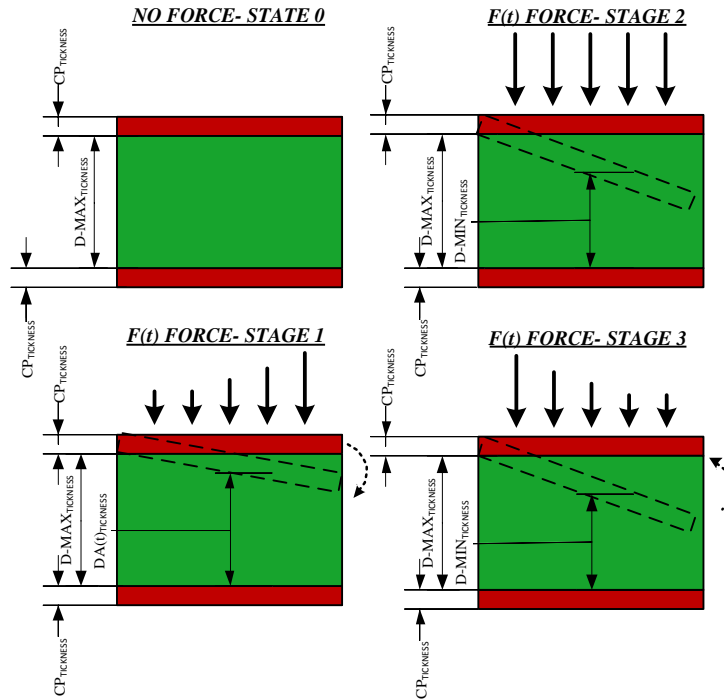 NO FORCE- STATE 0
CPTICKNESS
D-MAXTICKNESS
CPTICKNESS
F(t) FORCE- STAGE 2
CPTICKNESS
D-MAXTICKNESS
D-MINTICKNESS
CPTICKNESS
F(t) FORCE- STAGE 1
CPTICKNESS
D-MAXTICKNESS
DA(t)TICKNESS
CPTICKNESS
F(t) FORCE- STAGE 3
CPTICKNESS
D-MAXTICKNESS
D-MINTICKNESS
CPTICKNESS